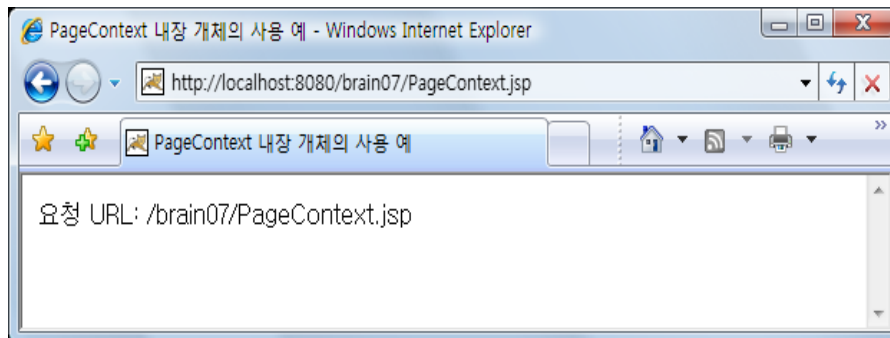 PageContext 내장 개체의 사용 예 - Windows Internet Explorer
http://localhost:8080/brain07/PageContext.jsp
PageContext 내장 개체의 사용 예
요청 URL: /brain07/PageContext.jsp